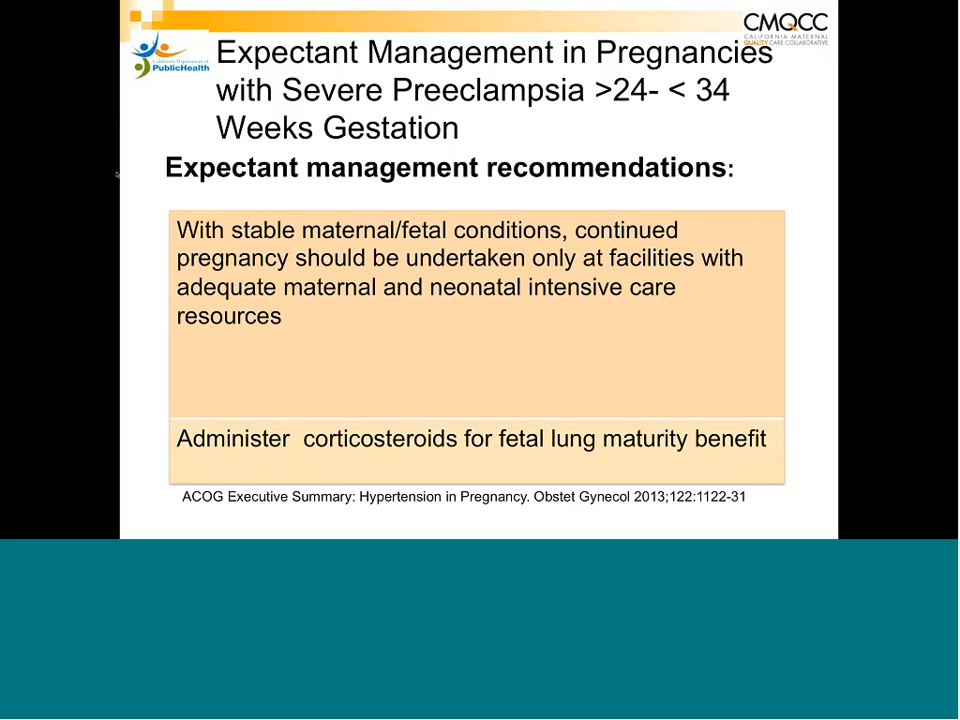 CMQCC
CALIFORNIA MATERNAL
QUALITY CARE COLLABORATIVE
California Department of
PublicHealth
Expectant Management in Pregnancies
with Severe Preeclampsia >24- < 34
Weeks Gestation
Expectant management recommendations:
With stable maternal/fetal conditions, continued
pregnancy should be undertaken only at facilities with
adequate maternal and neonatal intensive care
resources
Administer  corticosteroids for fetal lung maturity benefit
ACOG Executive Summary: Hypertension in Pregnancy. Obstet Gynecol 2013;122:1122-31